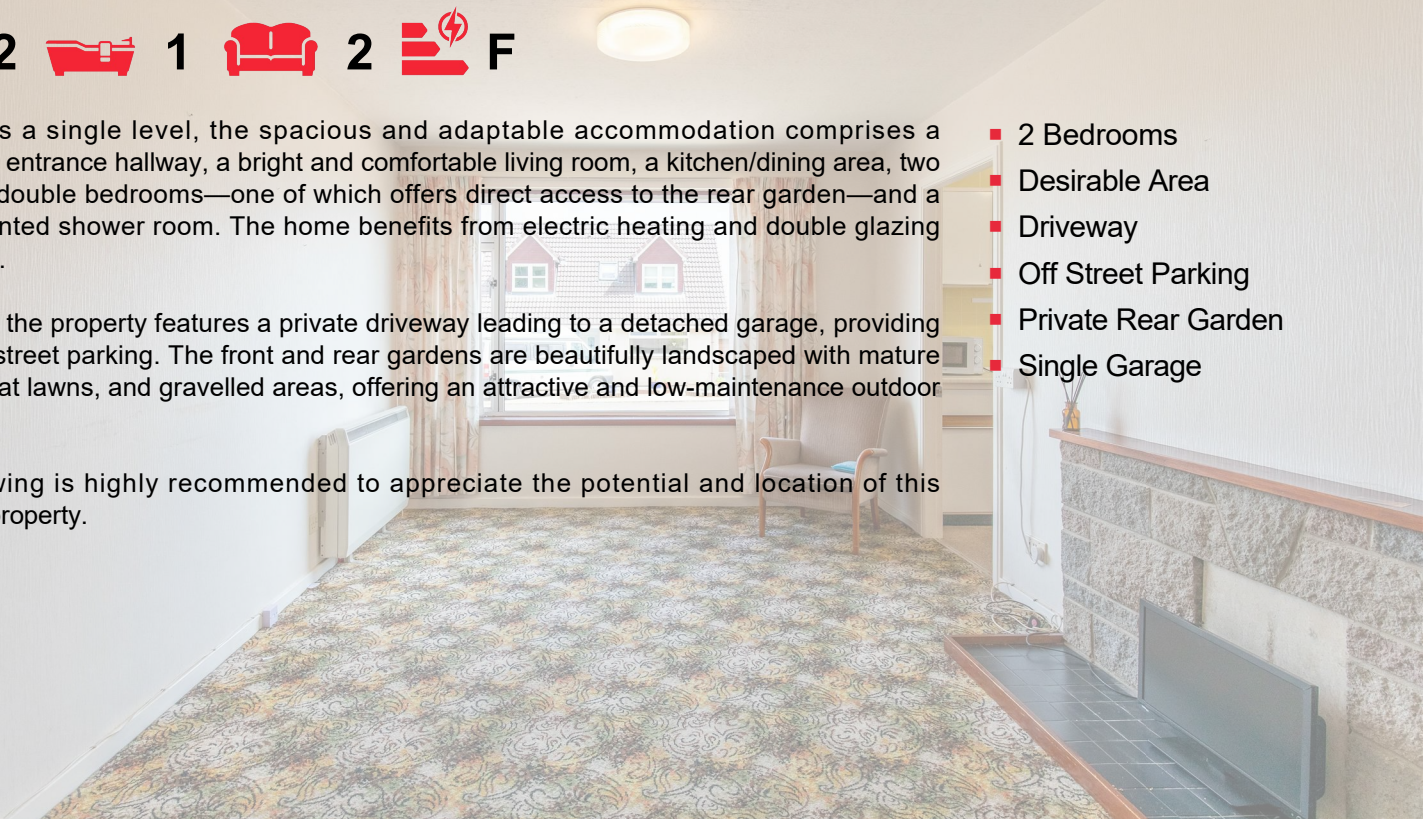 2 1 2 F
s a single level, the spacious and adaptable accommodation comprises a
entrance hallway, a bright and comfortable living room, a kitchen/dining area, two
double bedrooms—one of which offers direct access to the rear garden—and a
nted shower room. The home benefits from electric heating and double glazing
.
the property features a private driveway leading to a detached garage, providing
street parking. The front and rear gardens are beautifully landscaped with mature
at lawns, and gravelled areas, offering an attractive and low-maintenance outdoor
wing is highly recommended to appreciate the potential and location of this
property.
2 Bedrooms
Desirable Area
Driveway
Off Street Parking
Private Rear Garden
Single Garage